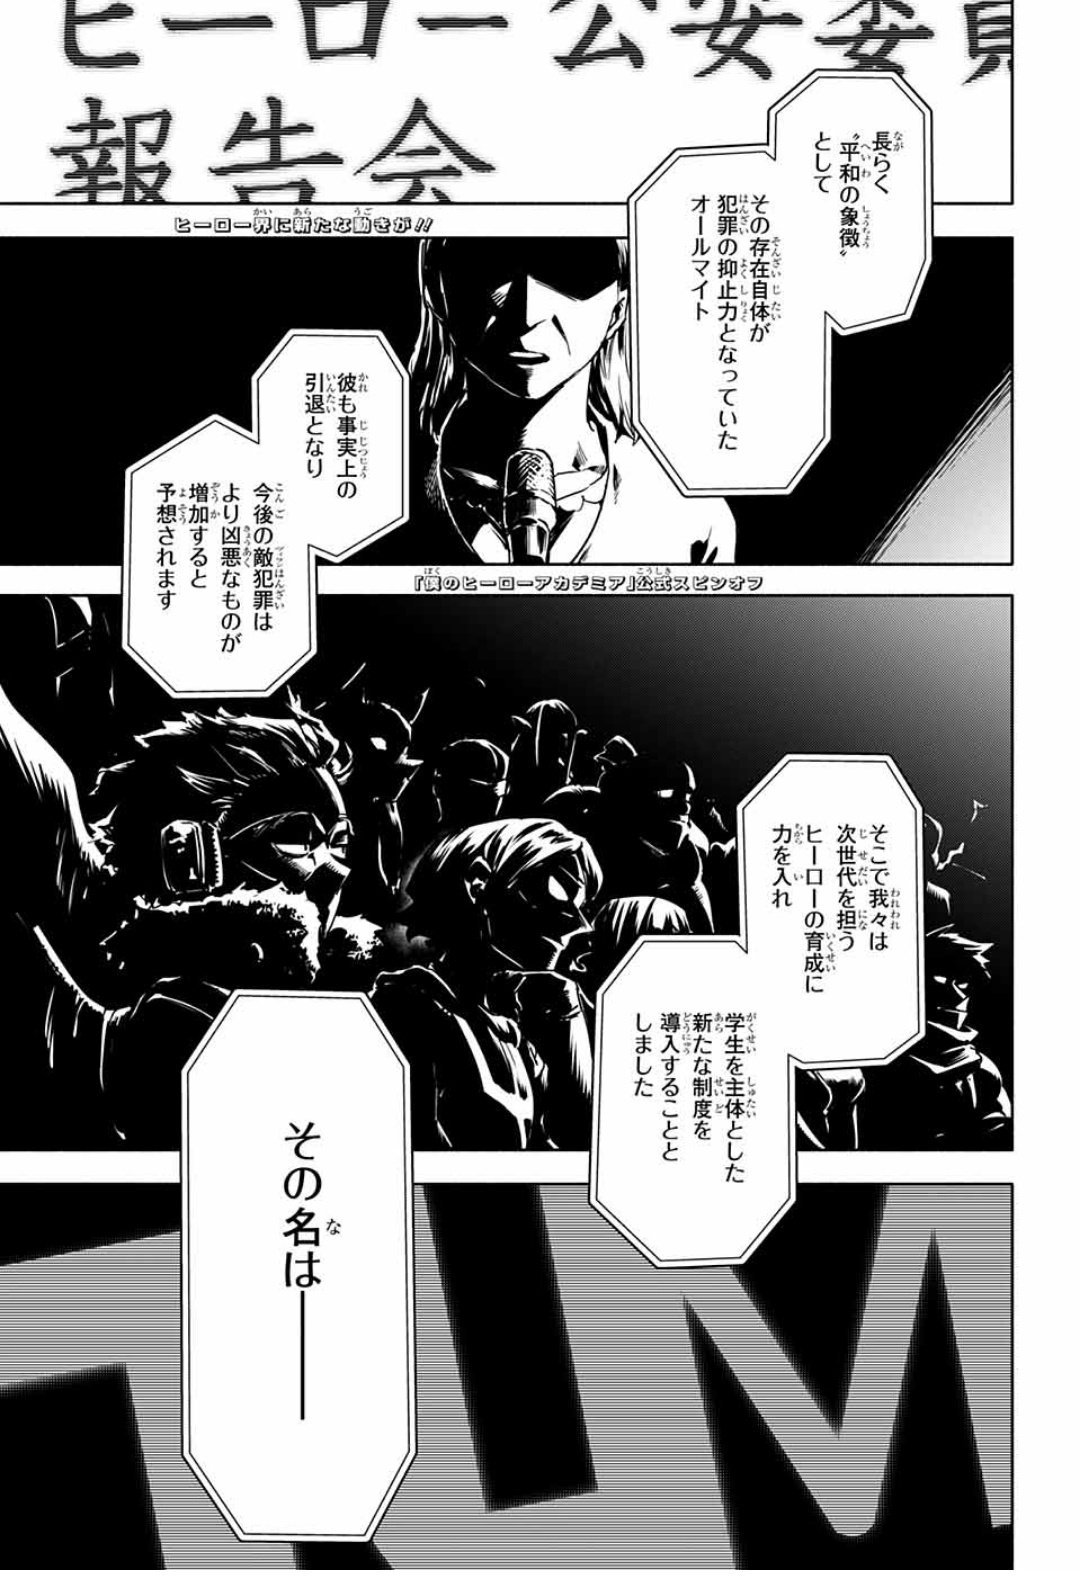 ヒーロー公安委員
報告会
長らく
〝平和の象徴〟
として
その存在自体が
犯罪の抑止力となっていた
オールマイト
ヒーロー界に新たな動きが!!
彼も事実上の
引退となり
今後の敵犯罪は
より凶悪なものが
増加すると
予想されます
『僕のヒーローアカデミア』公式スピンオフ
そこで我々は
次世代を担う
ヒーローの育成に
力を入れ
学生を主体とした
新たな制度を
導入することと
しました
その名は――